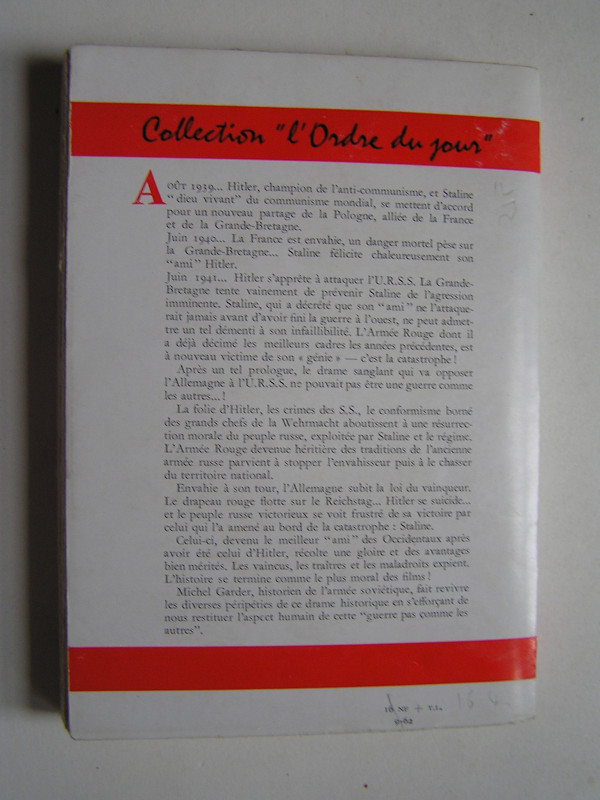 Collection "l'Ordre du jour"
AOÛT 1939... Hitler, champion de l'anti-communisme, et Staline
"dieu vivant" du communisme mondial, se mettent d'accord
pour un nouveau partage de la Pologne, alliée de la France
et de la Grande-Bretagne.
Juin 1940... La France est envahie, un danger mortel pèse sur
la Grande-Bretagne... Staline félicite chaleureusement son
"ami" Hitler.
Juin 1941... Hitler s'apprête à attaquer l'U.R.S.S. La Grande-
Bretagne tente vainement de prévenir Staline de l'agression
imminente. Staline, qui a décrété que son "ami" ne l'attaque-
rait jamais avant d'avoir fini la guerre à l'ouest, ne peut admet-
tre un tel démenti à son infaillibilité. L'Armée Rouge dont il
a déjà décimé les meilleurs cadres les années précédentes, est
à nouveau victime de son « génie » — c'est la catastrophe !
Après un tel prologue, le drame sanglant qui va opposer
l'Allemagne à l'U.R.S.S. ne pouvait pas être une guerre comme
les autres...!
La folie d'Hitler, les crimes des S.S., le conformisme borné
des grands chefs de la Wehrmacht aboutissent à une résurrec-
tion morale du peuple russe, exploitée par Staline et le régime.
L'Armée Rouge devenue héritière des traditions de l'ancienne
armée russe parvient à stopper l'envahisseur puis à le chasser
du territoire national.
Envahie à son tour, l'Allemagne subit la loi du vainqueur.
Le drapeau rouge flotte sur le Reichstag... Hitler se suicide...
et le peuple russe victorieux se voit frustré de sa victoire par
celui qui l'a amené au bord de la catastrophe : Staline.
Celui-ci, devenu le meilleur "ami" des Occidentaux après
avoir été celui d'Hitler, récolte une gloire et des avantages
bien mérités. Les vaincus, les traîtres et les maladroits expient.
L'histoire se termine comme le plus moral des films !
Michel Garder, historien de l'armée soviétique, fait revivre
les diverses péripéties de ce drame historique en s'efforçant de
nous restituer l'aspect humain de cette "guerre pas comme les
autres".
NF + T.L.